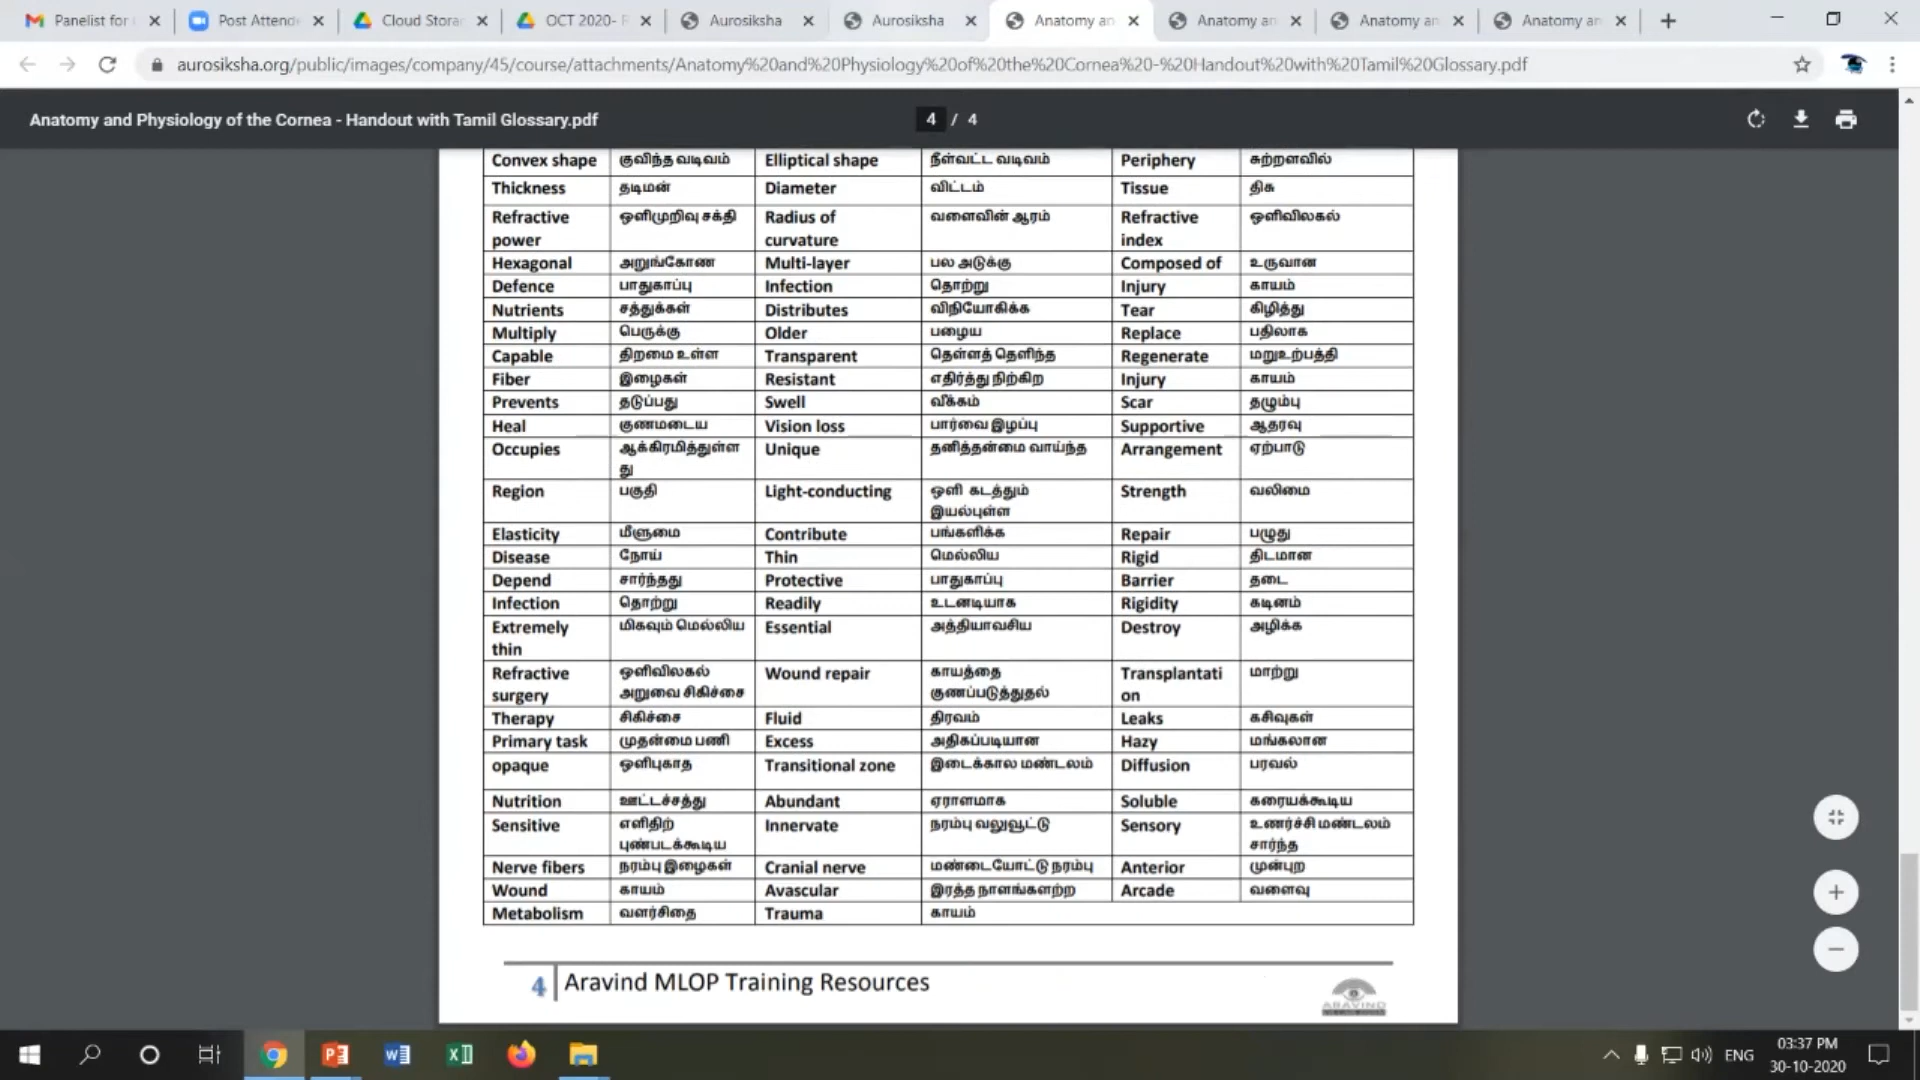 Panelist for
Post Attend
Cloud Stora
OCT 2020-
Aurosiksha
Aurosiksha
Anatomy an
Anatomy an
Anatomy an
Anatomy an
aurosiksha.org/public/images/company/45/course/attachments/Anatomy%20and%20Physiology%20of%20the%20Cornea%20-%20Handout%20with%20Tamil%20Glossary.pdf
Anatomy and Physiology of the Cornea - Handout with Tamil Glossary.pdf
4 / 4
Convex shape குவிந்த வடிவம் Elliptical shape நீள்வட்ட வடிவம் Periphery சுற்றளவில்
Thickness தடிமன் Diameter விட்டம் Tissue திசு
Refractive ஒளிமுறிவு சக்தி Radius of வளைவின் ஆரம் Refractive ஒளிவிலகல்
power curvature index
Hexagonal அறுங்கோண Multi-layer பல அடுக்கு Composed of உருவான
Defence பாதுகாப்பு Infection தொற்று Injury காயம்
Nutrients சத்துக்கள் Distributes விநியோகிக்க Tear கிழித்து
Multiply பெருக்கு Older பழைய Replace பதிலாக
Capable திறமை உள்ள Transparent தெள்ளத் தெளிந்த Regenerate மறுஉற்பத்தி
Fiber இழைகள் Resistant எதிர்த்து நிற்கிற Injury காயம்
Prevents தடுப்பது Swell வீக்கம் Scar தழும்பு
Heal குணமடைய Vision loss பார்வை இழப்பு Supportive ஆதரவு
Occupies ஆக்கிரமித்துள்ள Unique தனித்தன்மை வாய்ந்த Arrangement ஏற்பாடு
து
Region பகுதி Light-conducting ஒளி கடத்தும் Strength வலிமை
இயல்புள்ள
Elasticity மீளுமை Contribute பங்களிக்க Repair பழுது
Disease நோய் Thin மெல்லிய Rigid திடமான
Depend சார்ந்தது Protective பாதுகாப்பு Barrier தடை
Infection தொற்று Readily உடனடியாக Rigidity கடினம்
Extremely மிகவும் மெல்லிய Essential அத்தியாவசிய Destroy அழிக்க
thin
Refractive ஒளிவிலகல் Wound repair காயத்தை Transplantati மாற்று
surgery அறுவை சிகிச்சை குணப்படுத்துதல் on
Therapy சிகிச்சை Fluid திரவம் Leaks கசிவுகள்
Primary task முதன்மை பணி Excess அதிகப்படியான Hazy மங்கலான
opaque ஒளிபுகாத Transitional zone இடைக்கால மண்டலம் Diffusion பரவல்
Nutrition ஊட்டச்சத்து Abundant ஏராளமாக Soluble கரையக்கூடிய
Sensitive எளிதிற் Innervate நரம்பு வலுவூட்டு Sensory உணர்ச்சி மண்டலம்
புண்படக்கூடிய சார்ந்த
Nerve fibers நரம்பு இழைகள் Cranial nerve மண்டையோட்டு நரம்பு Anterior முன்புற
Wound காயம் Avascular இரத்த நாளங்களற்ற Arcade வளைவு
Metabolism வளர்சிதை Trauma காயம்
4 Aravind MLOP Training Resources
ARAVIND
ENG
03:37 PM
30-10-2020